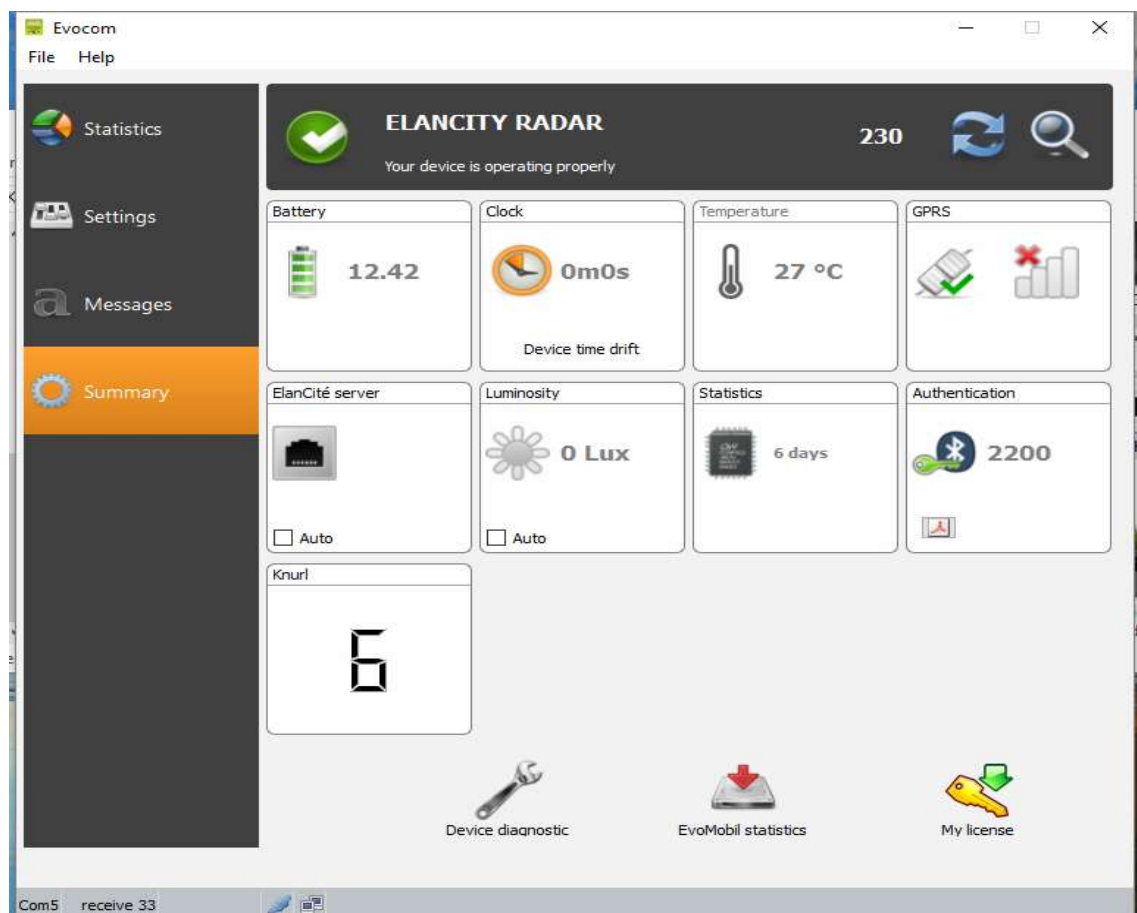 Evocom
File Help
Statistics
Settings
Messages
Summary
ELANCITY RADAR
Your device is operating properly
230
Battery
12.42
Clock
0m0s
Device time drift
Temperature
27 °C
GPRS
ElanCité server
Auto
Luminosity
0 Lux
Auto
Statistics
6 days
Authentication
2200
Knurl
6
Device diagnostic
EvoMobil statistics
My license
Com5 receive 33